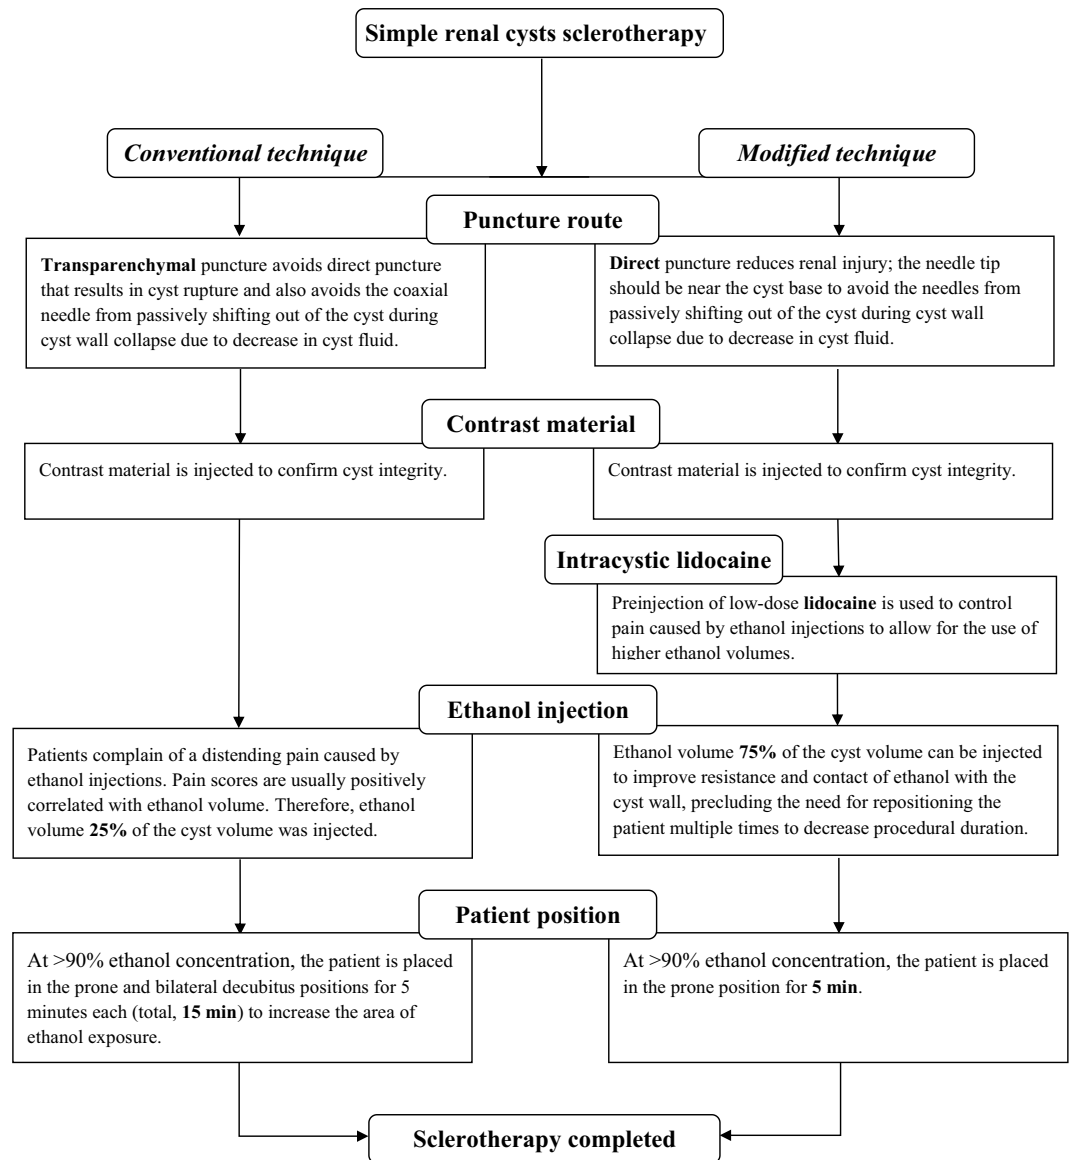 Simple renal cysts sclerotherapy
Conventional technique
Modified technique
Puncture route
Transparenchymal puncture avoids direct puncture
that results in cyst rupture and also avoids the coaxial
needle from passively shifting out of the cyst during
cyst wall collapse due to decrease in cyst fluid.
Direct puncture reduces renal injury; the needle tip
should be near the cyst base to avoid the needles from
passively shifting out of the cyst during cyst wall
collapse due to decrease in cyst fluid.
Contrast material
Contrast material is injected to confirm cyst integrity.
Contrast material is injected to confirm cyst integrity.
Intracystic lidocaine
Preinjection of low-dose lidocaine is used to control
pain caused by ethanol injections to allow for the use of
higher ethanol volumes.
Ethanol injection
Patients complain of a distending pain caused by
ethanol injections. Pain scores are usually positively
correlated with ethanol volume. Therefore, ethanol
volume 25% of the cyst volume was injected.
Ethanol volume 75% of the cyst volume can be injected
to improve resistance and contact of ethanol with the
cyst wall, precluding the need for repositioning the
patient multiple times to decrease procedural duration.
Patient position
At >90% ethanol concentration, the patient is placed
in the prone and bilateral decubitus positions for 5
minutes each (total, 15 min) to increase the area of
ethanol exposure.
At >90% ethanol concentration, the patient is placed
in the prone position for 5 min.
Sclerotherapy completed